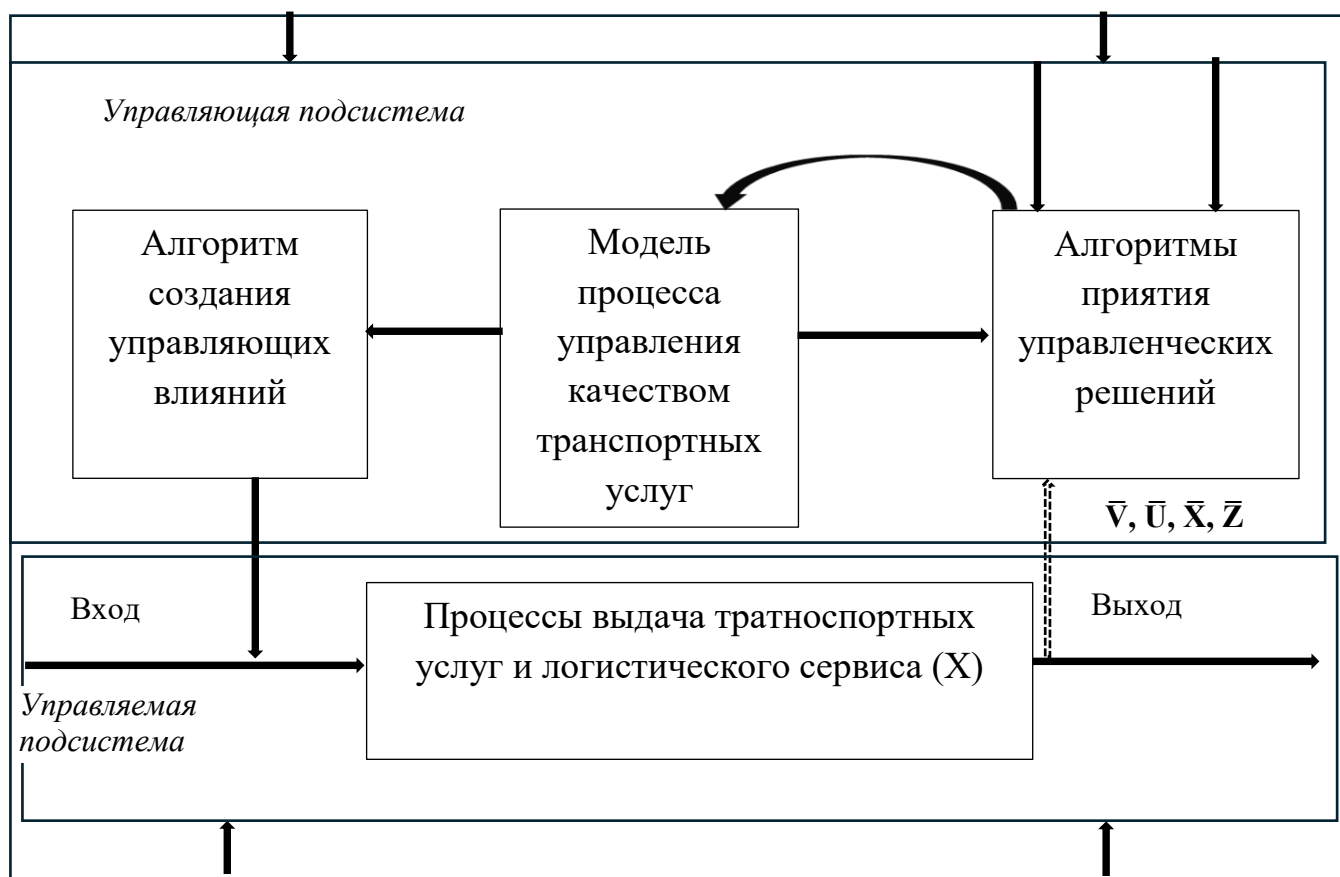 Управляющая подсистема
Алгоритм
создания
управляющих
влияний
Модель
процесса
управления
качеством
транспортных
услуг
Алгоритмы
приятия
управленческих
решений
V̄, Ū, X̄, Z̄
Вход
Процессы выдача тратноспортных
услуг и логистического сервиса (X)
Выход
Управляемая
подсистема